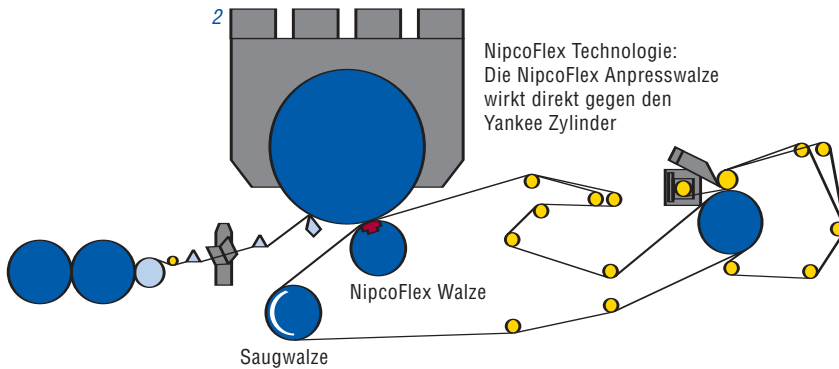 2
NipcoFlex Technologie:
Die NipcoFlex Anpresswalze
wirkt direkt gegen den
Yankee Zylinder
NipcoFlex Walze
Saugwalze